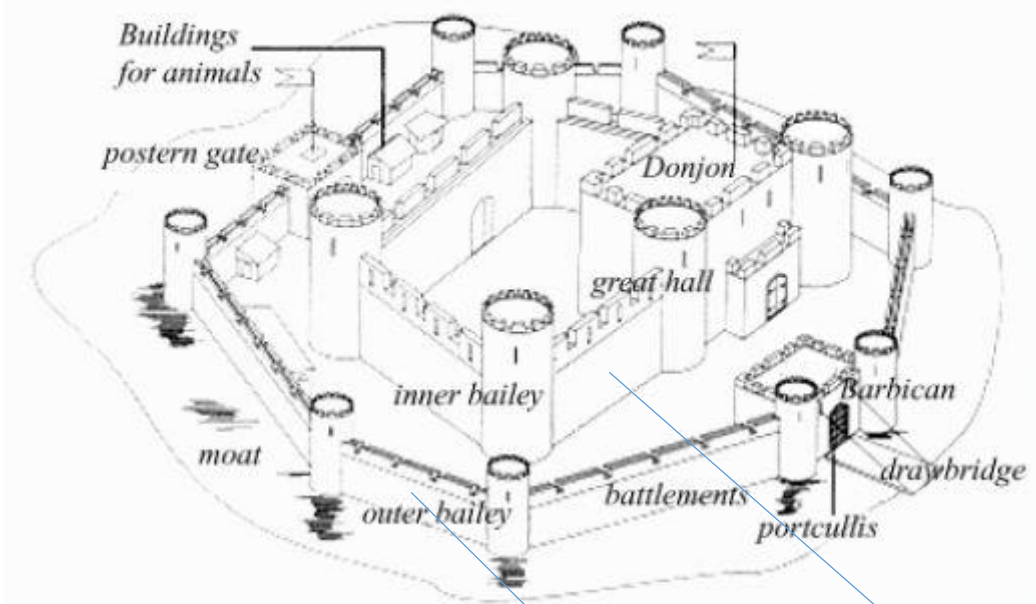 Buildings
for animals
postern gate
Donjon
great hall
inner bailey
Barbican
moat
drawbridge
battlements
outer bailey
portcullis